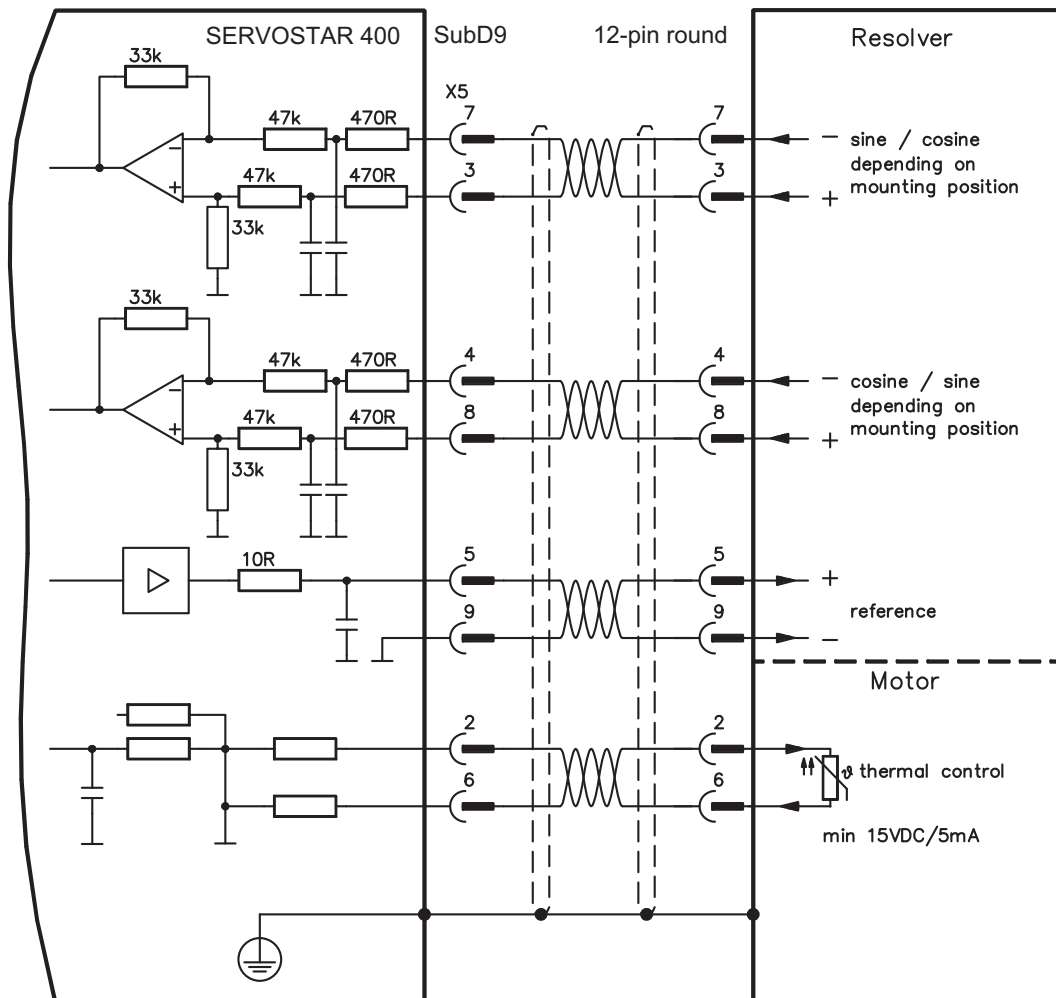 SERVOSTAR 400 SubD9 12-pin round Resolver
33k
X5
47k 470R 7 7 − sine / cosine
depending on
mounting position
−
+
47k 470R 3 3 +
33k
33k
47k 470R 4 4 − cosine / sine
depending on
mounting position
−
+
47k 470R 8 8 +
33k
10R 5 5 +
reference
9 9 −
Motor
2 2
ϑ thermal control
6 6
min 15VDC/5mA